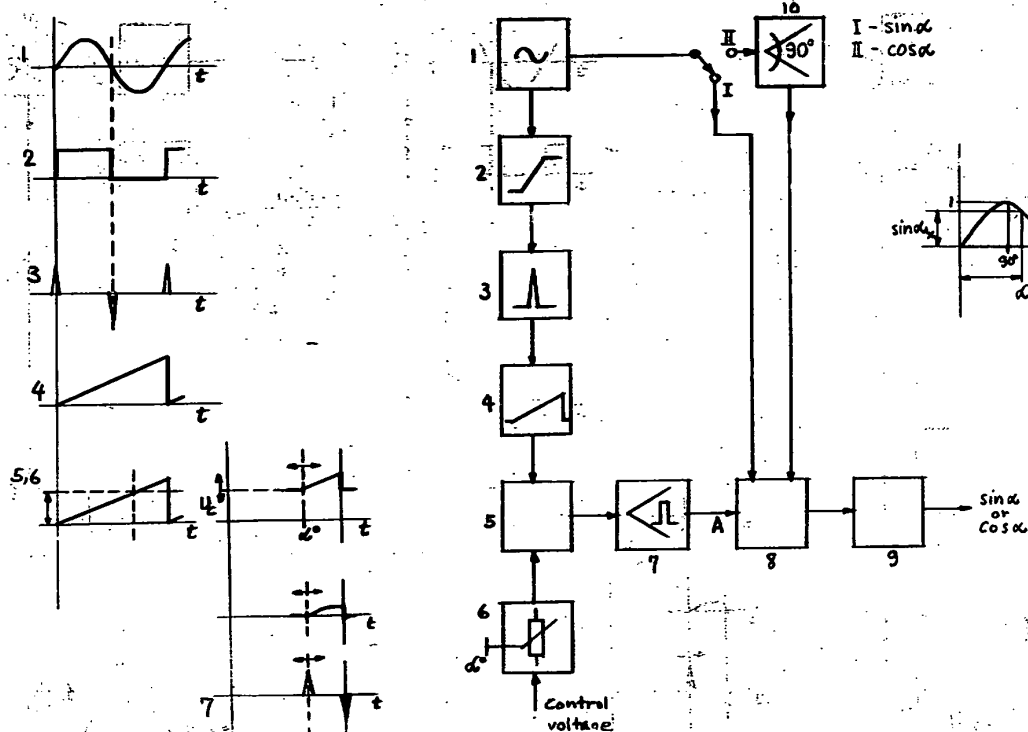 1
t
2
t
3
t
4
t
5,6
t
U
t
α°
t
t
7
t
1
2
3
4
5
6
α°
Control
voltage
7
A
8
9
sinα
or
Cosα
II
I
10
90°
I - sinα
II - cosα
1
sinαx
90°
α